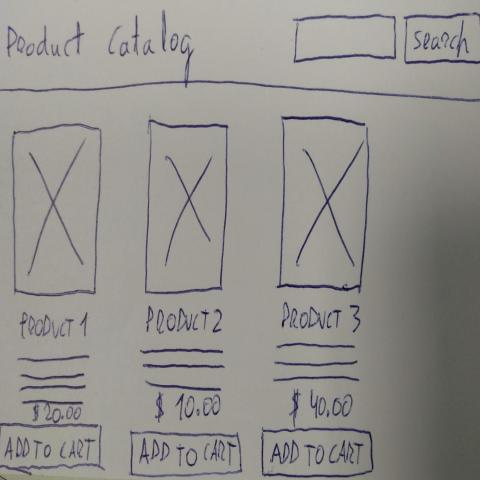 Product Catalog
Search
PRODUCT 1
PRODUCT 2
PRODUCT 3
$ 20.00
$ 10.00
$ 40.00
ADD TO CART
ADD TO CART
ADD TO CART